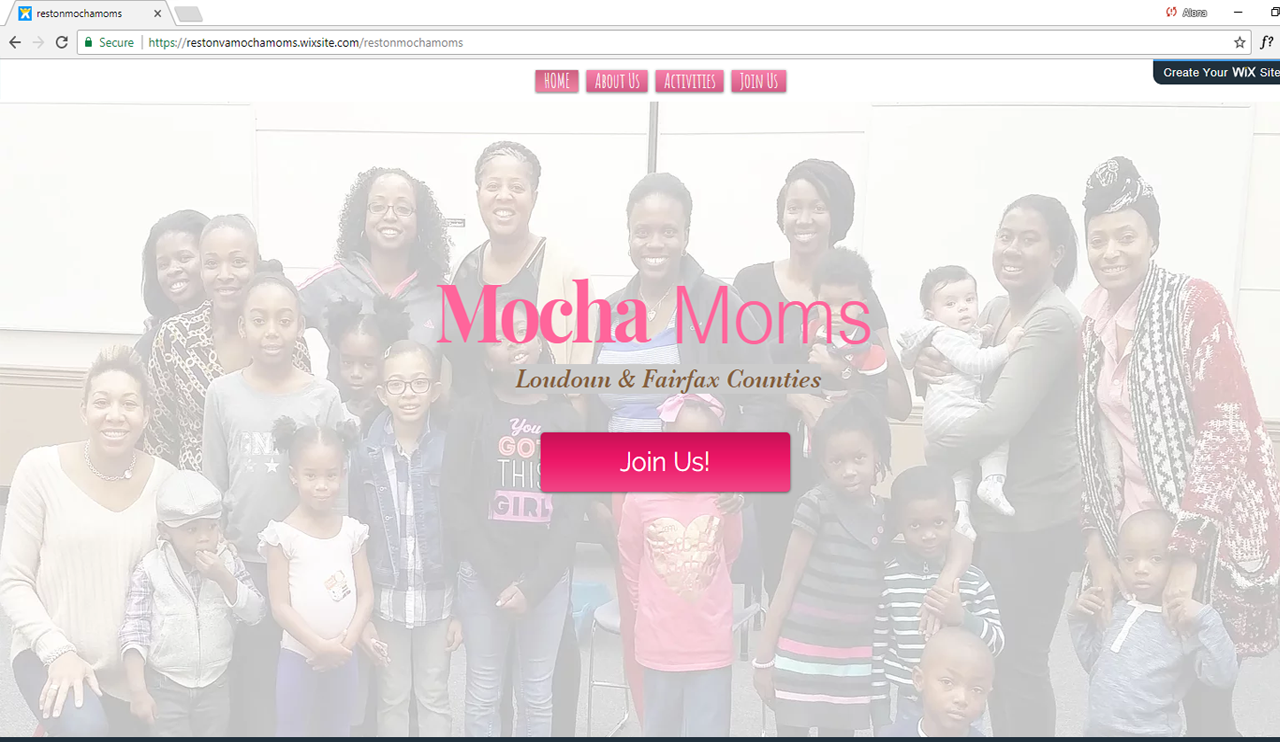 restonmochamoms
Alona
Secure
https://restonvamochamoms.wixsite.com/restonmochamoms
f?
HOME
About Us
Activities
Join Us
Create Your WiX Site
Mocha Moms
Loudoun & Fairfax Counties
Join Us!
You
GOT
THIS
GIRL